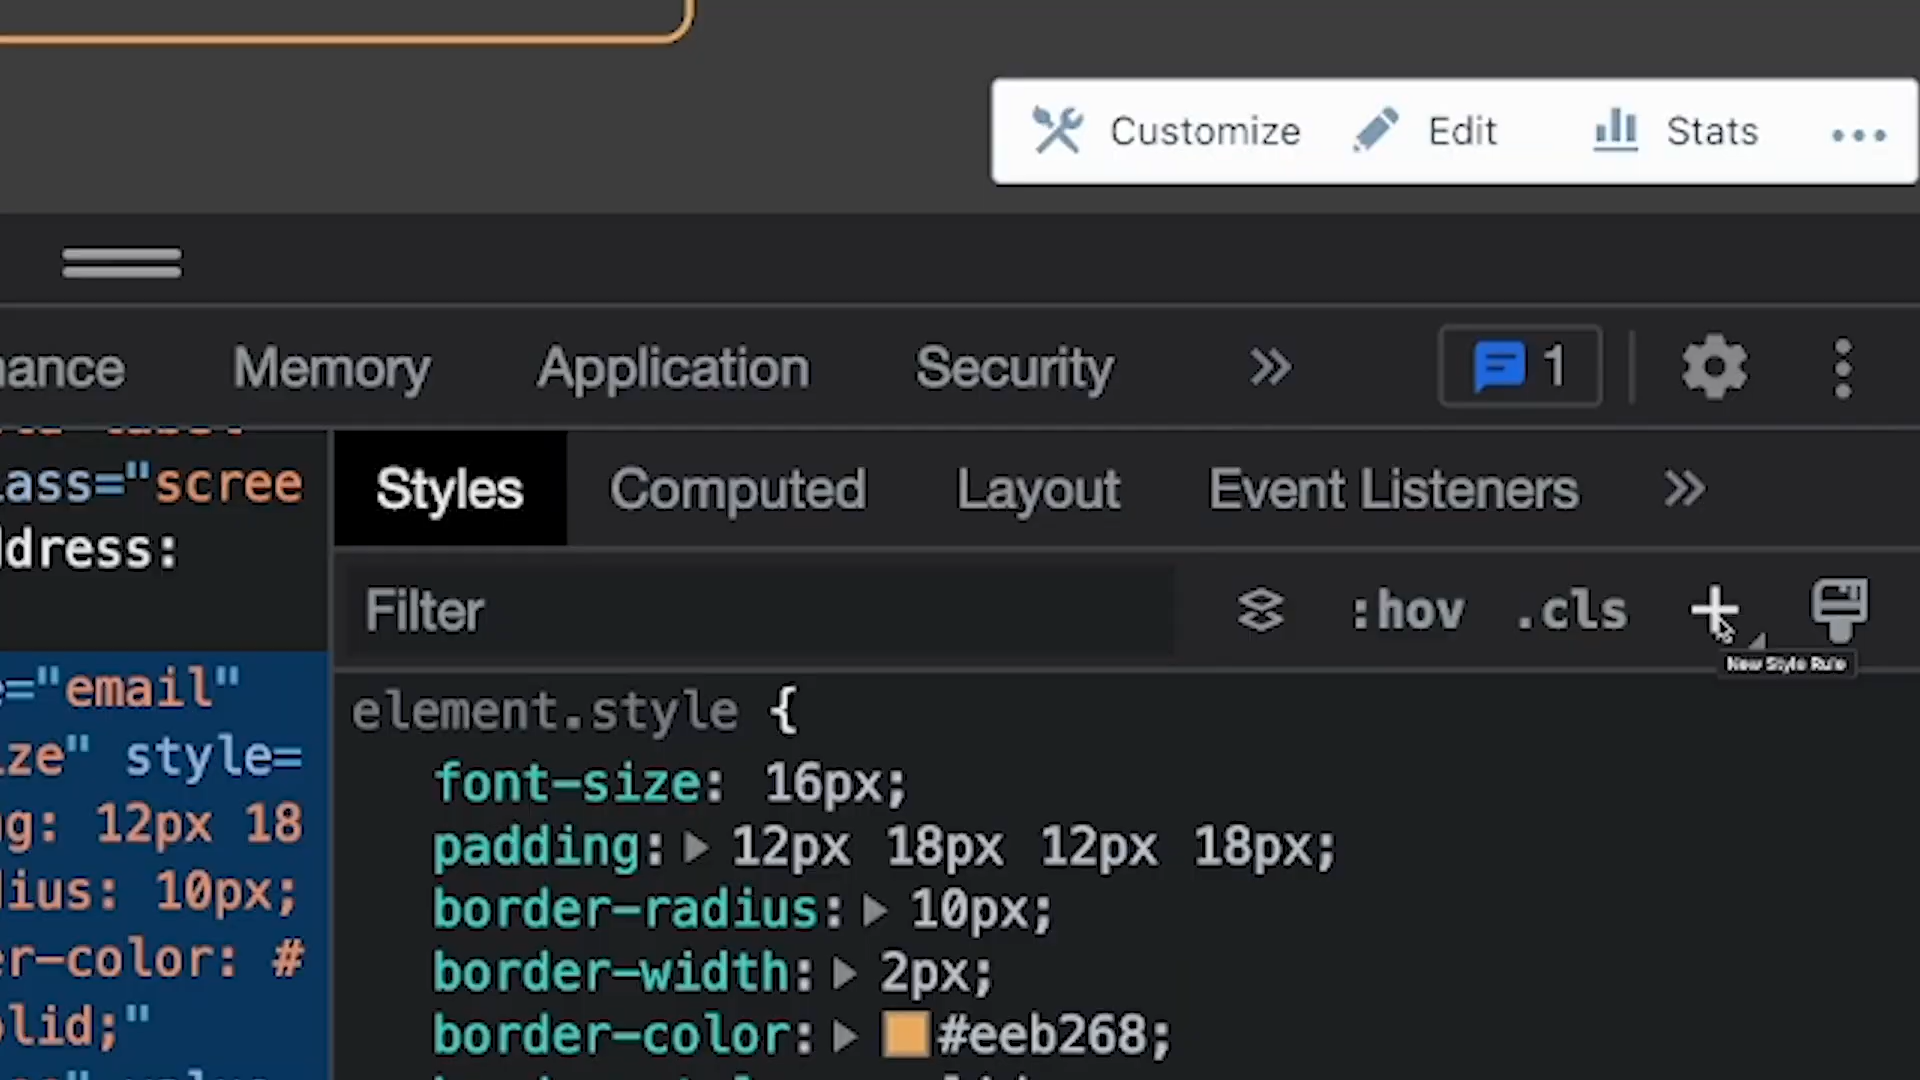 Customize Edit Stats
Memory Application Security 1
Styles Computed Layout Event Listeners
ass="scree
dress:
Filter :hov .cls
New Style Rule
="email"
ze" style=
g: 12px 18
ius: 10px;
r-color: #
lid;"
element.style {
font-size: 16px;
padding: 12px 18px 12px 18px;
border-radius: 10px;
border-width: 2px;
border-color: #eeb268;